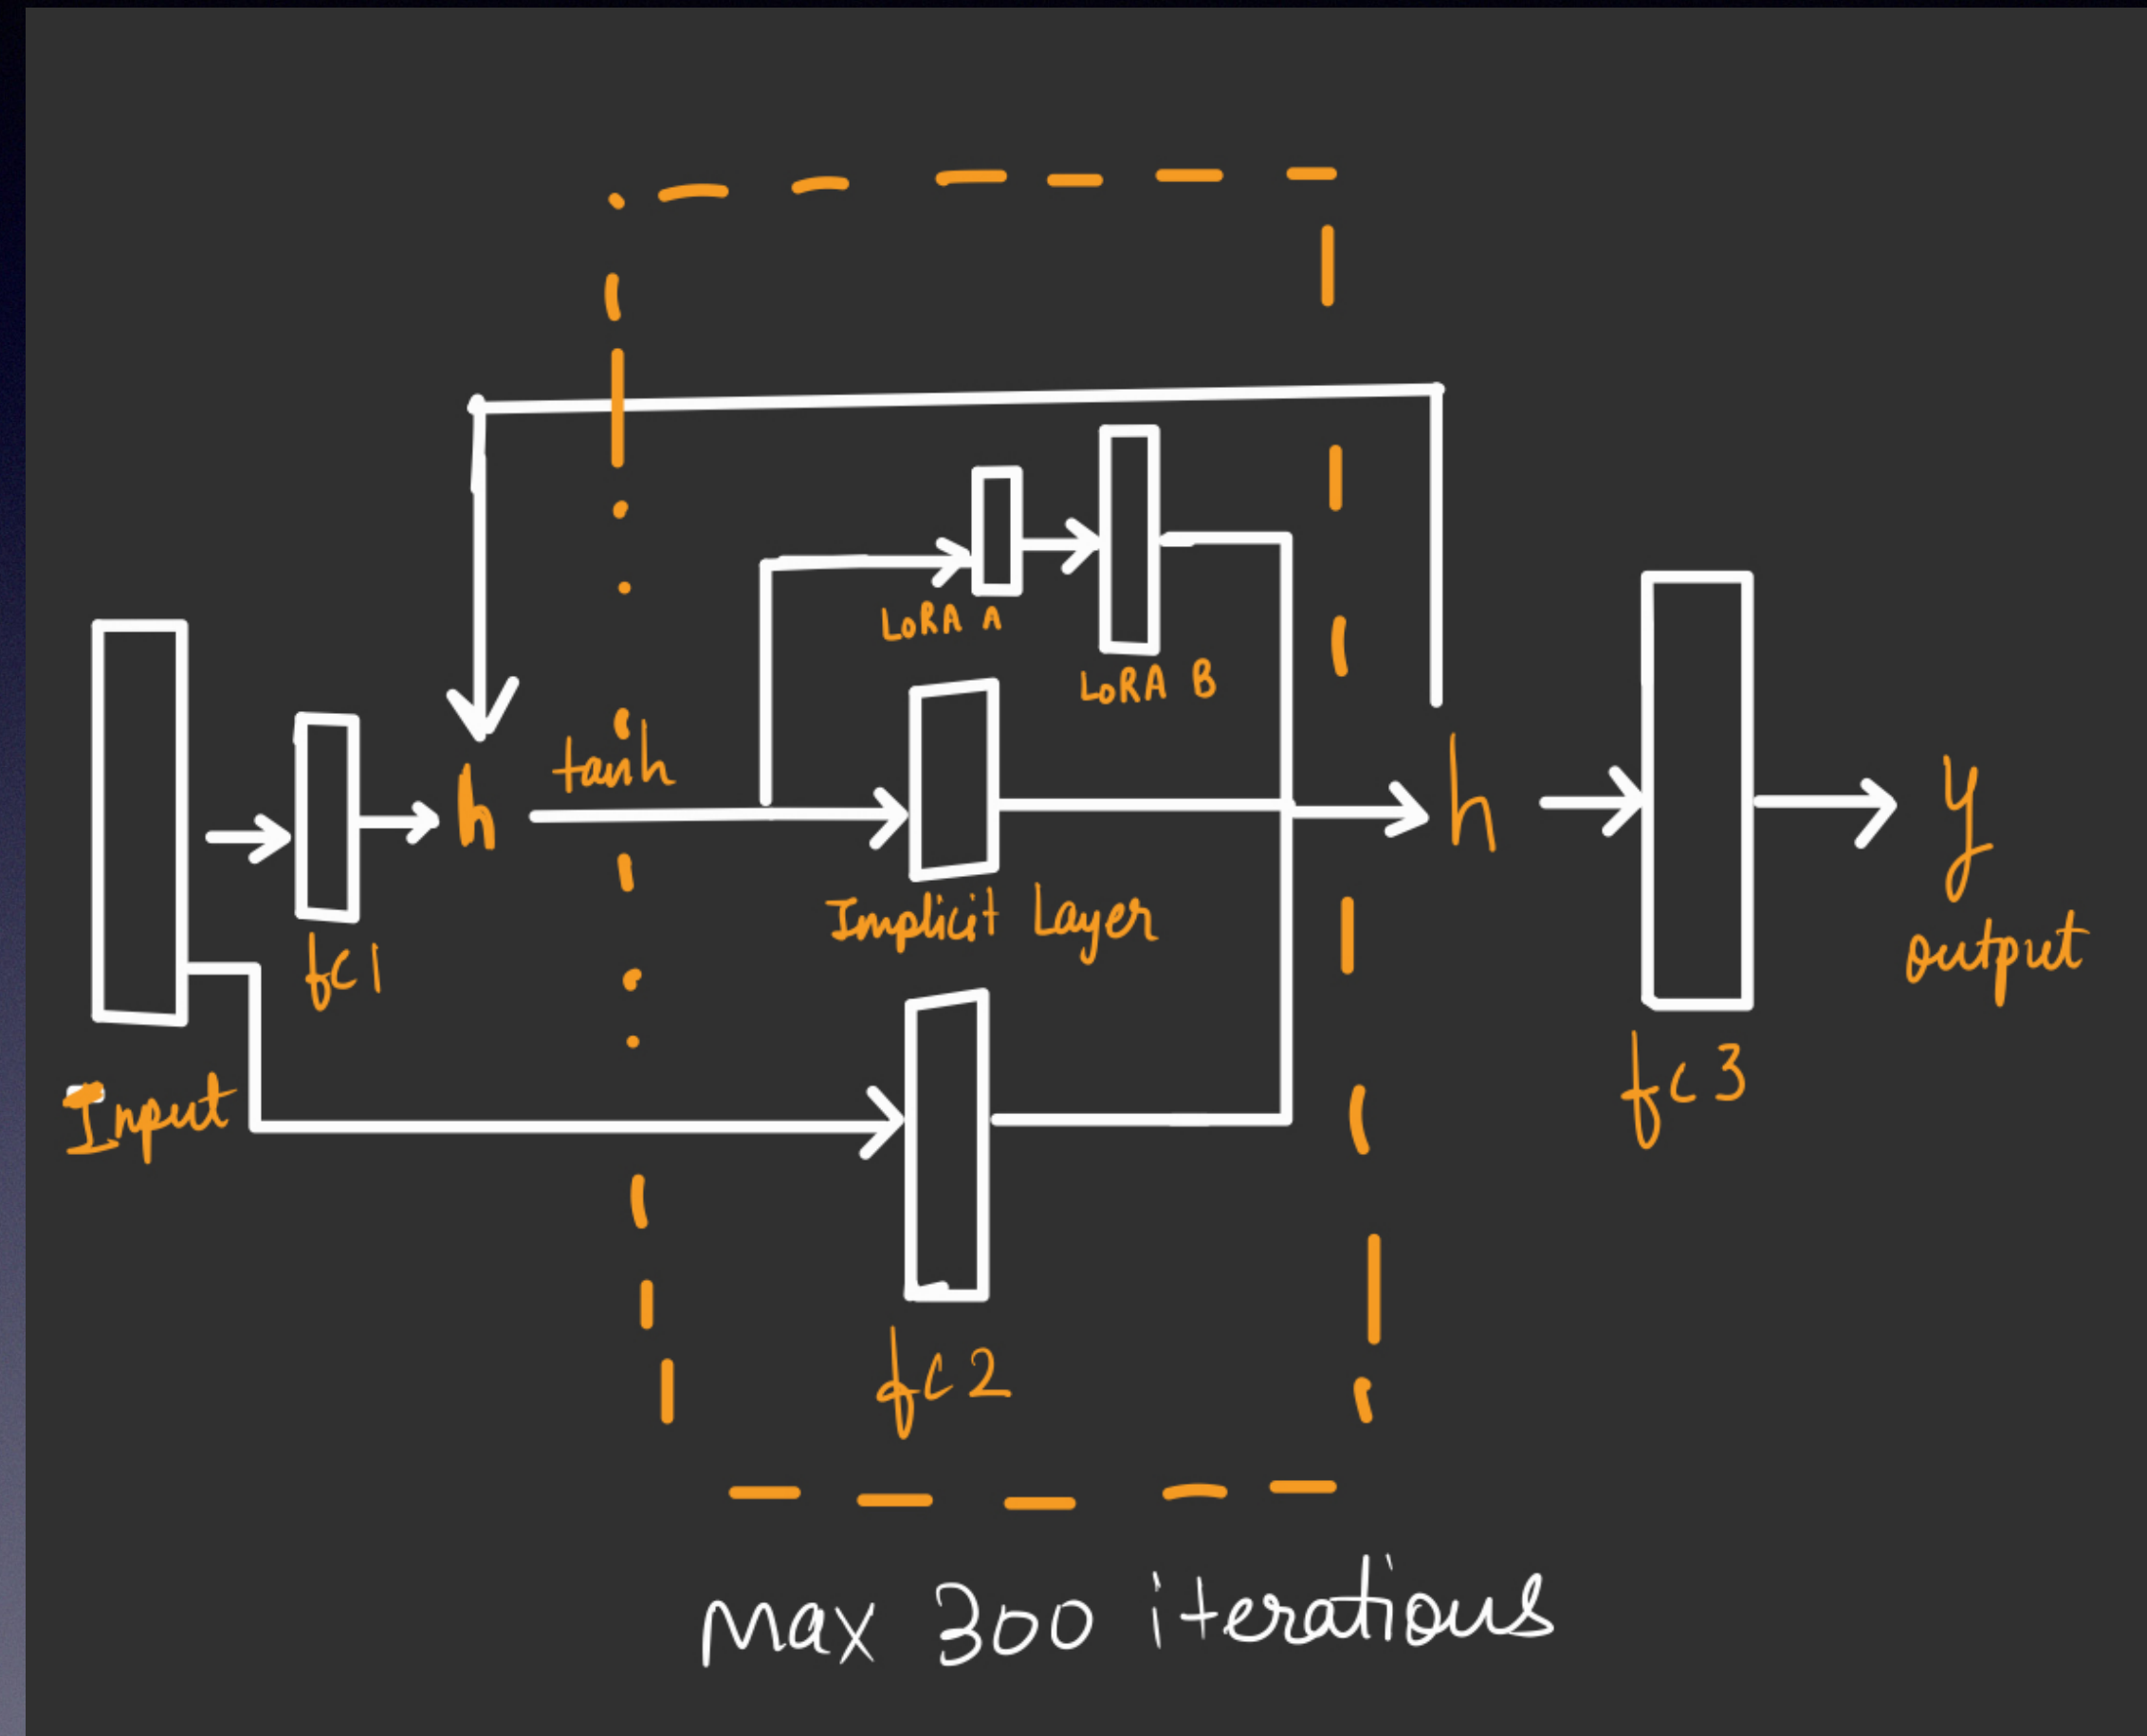 LoRA A
LoRA B
tanh
h
h
y
Implicit Layer
output
fc1
Input
fc3
fc2
Max 300 iterations